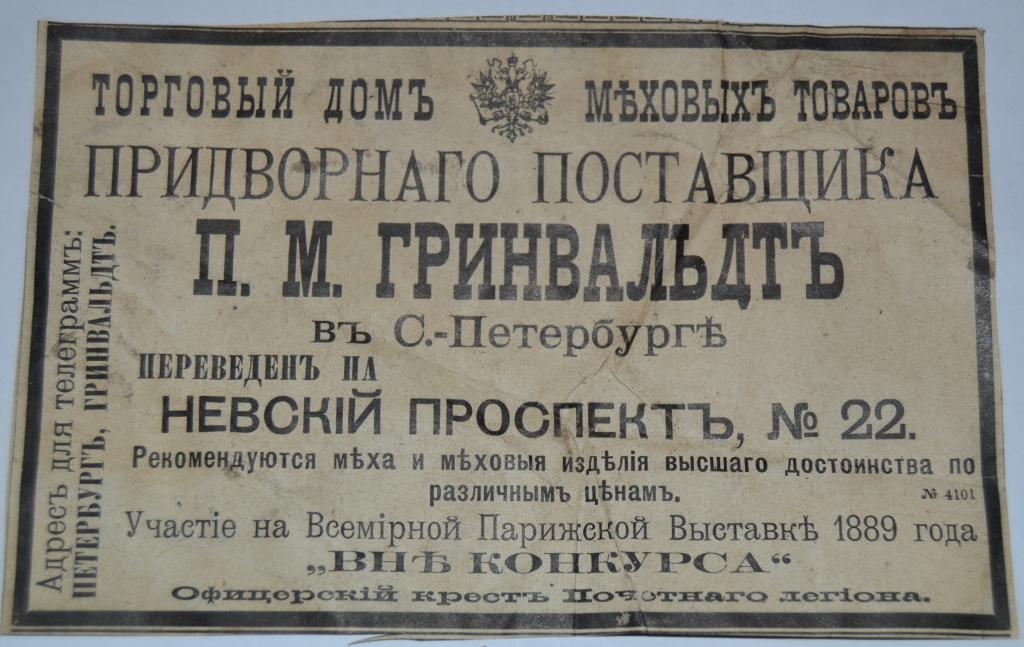 ТОРГОВЫЙ ДОМЪ МѢХОВЫХЪ ТОВАРОВЪ
ПРИДВОРНАГО ПОСТАВЩИКА
П. М. ГРИНВАЛЬДТЪ
въ С.-Петербургѣ
ПЕРЕВЕДЕНЪ НА
НЕВСКІЙ ПРОСПЕКТЪ, № 22.
Рекомендуются мѣха и мѣховыя издѣлія высшаго достоинства по
различнымъ цѣнамъ.
№ 4101
Участіе на Всемірной Парижской Выставкѣ 1889 года
„ВНѢ КОНКУРСА“
Офицерскій крестъ Почетнаго легіона.
Адресъ для телеграммъ:
ПЕТЕРБУРГЪ, ГРИНВАЛЬДТЪ.